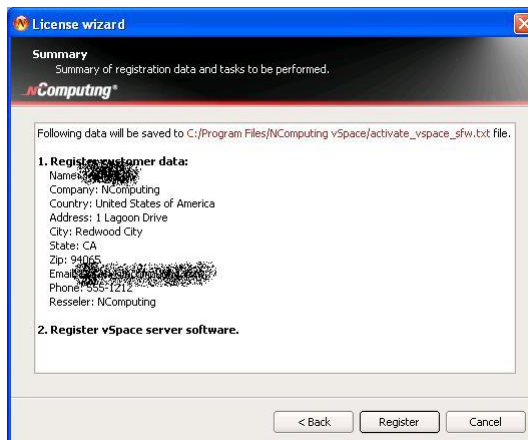 License wizard
Summary
Summary of registration data and tasks to be performed.
NComputing®
Following data will be saved to C:/Program Files/NComputing vSpace/activate_vspace_sfw.txt file.
1. Register customer data:
Name:
Company: NComputing
Country: United States of America
Address: 1 Lagoon Drive
City: Redwood City
State: CA
Zip: 94065
Email:
Phone: 555-1212
Resseler: NComputing
2. Register vSpace server software.
< Back Register Cancel